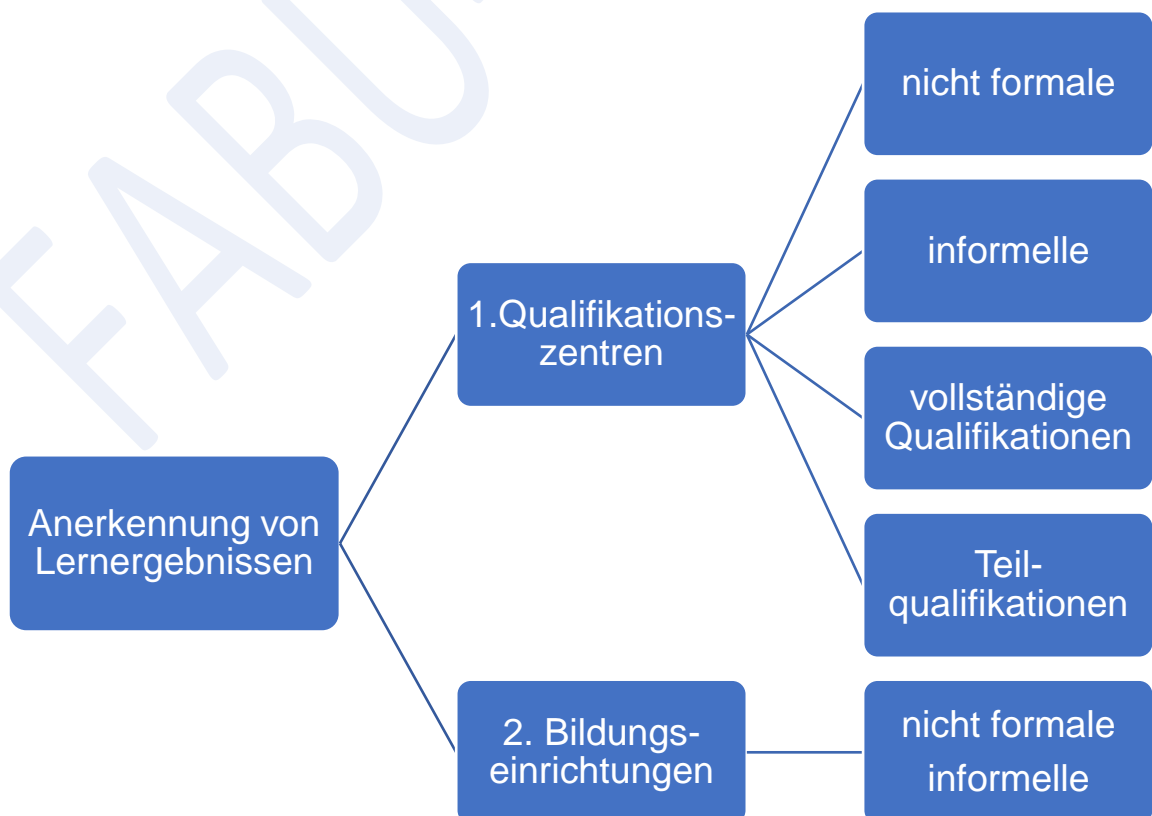 nicht formale
informelle
1.Qualifikations-
zentren
vollständige
Qualifikationen
Anerkennung von
Lernergebnissen
Teil-
qualifikationen
2. Bildungs-
einrichtungen
nicht formale
informelle
FABU